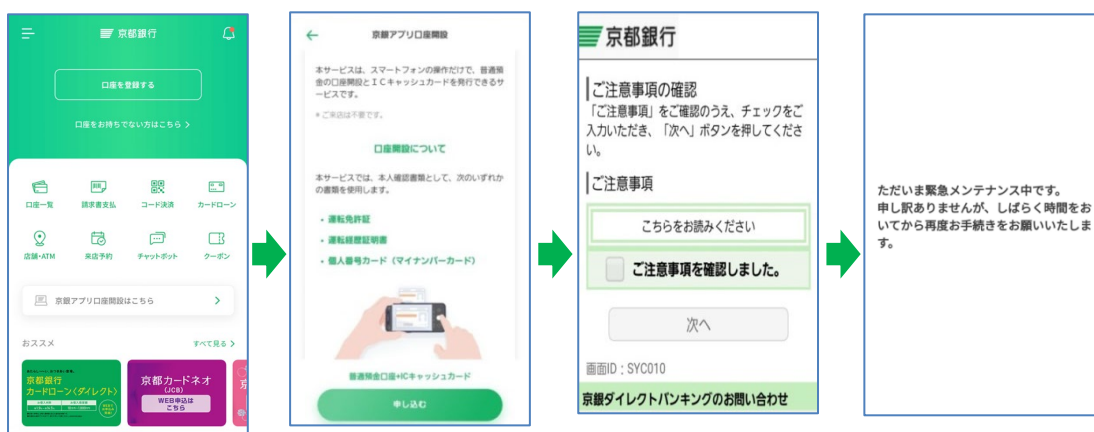 京都銀行
口座を登録する
口座をお持ちでない方はこちら >
口座一覧
請求書支払
コード決済
カードローン
店舗・ATM
来店予約
チャットボット
クーポン
京銀アプリ口座開設はこちら
おススメ
すべて見る >
京都銀行
カードローン〈ダイレクト〉
京都カードネオ
(JCB)
WEB申込は
こちら
京銀アプリ口座開設
本サービスは、スマートフォンの操作だけで、普通預
金の口座開設とICキャッシュカードを発行できるサ
ービスです。
* ご来店は不要です。
口座開設について
本サービスでは、本人確認書類として、次のいずれか
の書類を使用します。
・運転免許証
・運転経歴証明書
・個人番号カード（マイナンバーカード）
普通預金口座+ICキャッシュカード
申し込む
京都銀行
ご注意事項の確認
「ご注意事項」をご確認のうえ、チェックをご
入力いただき、「次へ」ボタンを押してくださ
い。
ご注意事項
こちらをお読みください
ご注意事項を確認しました。
次へ
画面ID：SYC010
京銀ダイレクトバンキングのお問い合わせ
ただいま緊急メンテナンス中です。
申し訳ありませんが、しばらく時間をお
いてから再度お手続きをお願いいたしま
す。